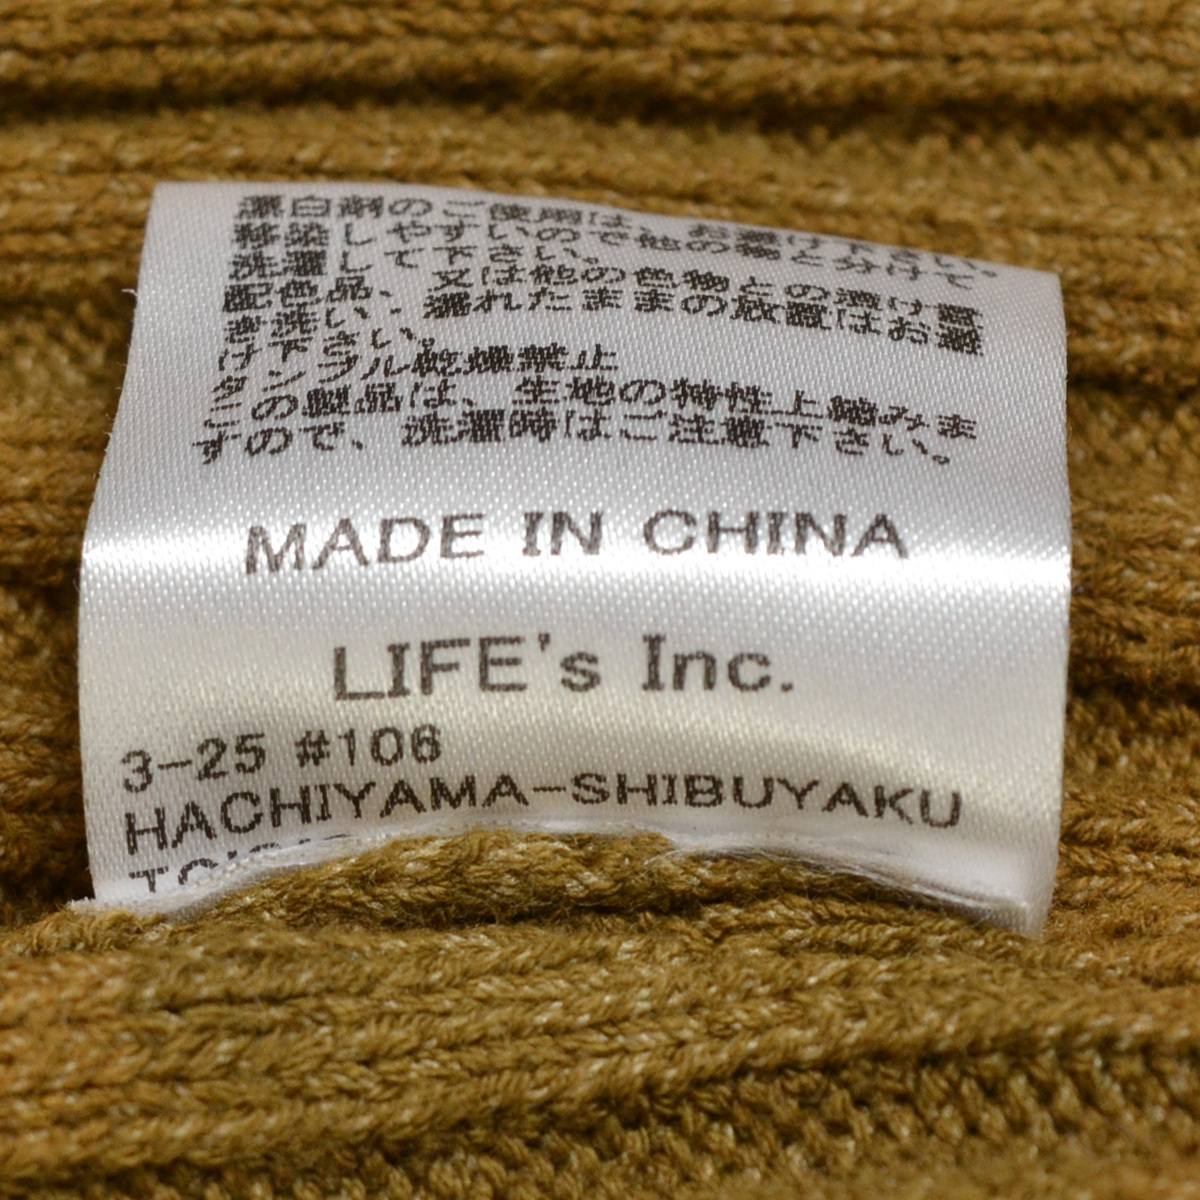 漂白剤のご使用は、お避け下さい。
移染しやすいので他の物と分けて
洗濯して下さい。
配色品、又は他の色物との漬け置
き洗い、濡れたままの放置はお避
け下さい。
タンブル乾燥禁止
この製品は、生地の特性上縮みま
すので、洗濯時はご注意下さい。
MADE IN CHINA
LIFE's Inc.
3-25 #106
HACHIYAMA-SHIBUYAKU